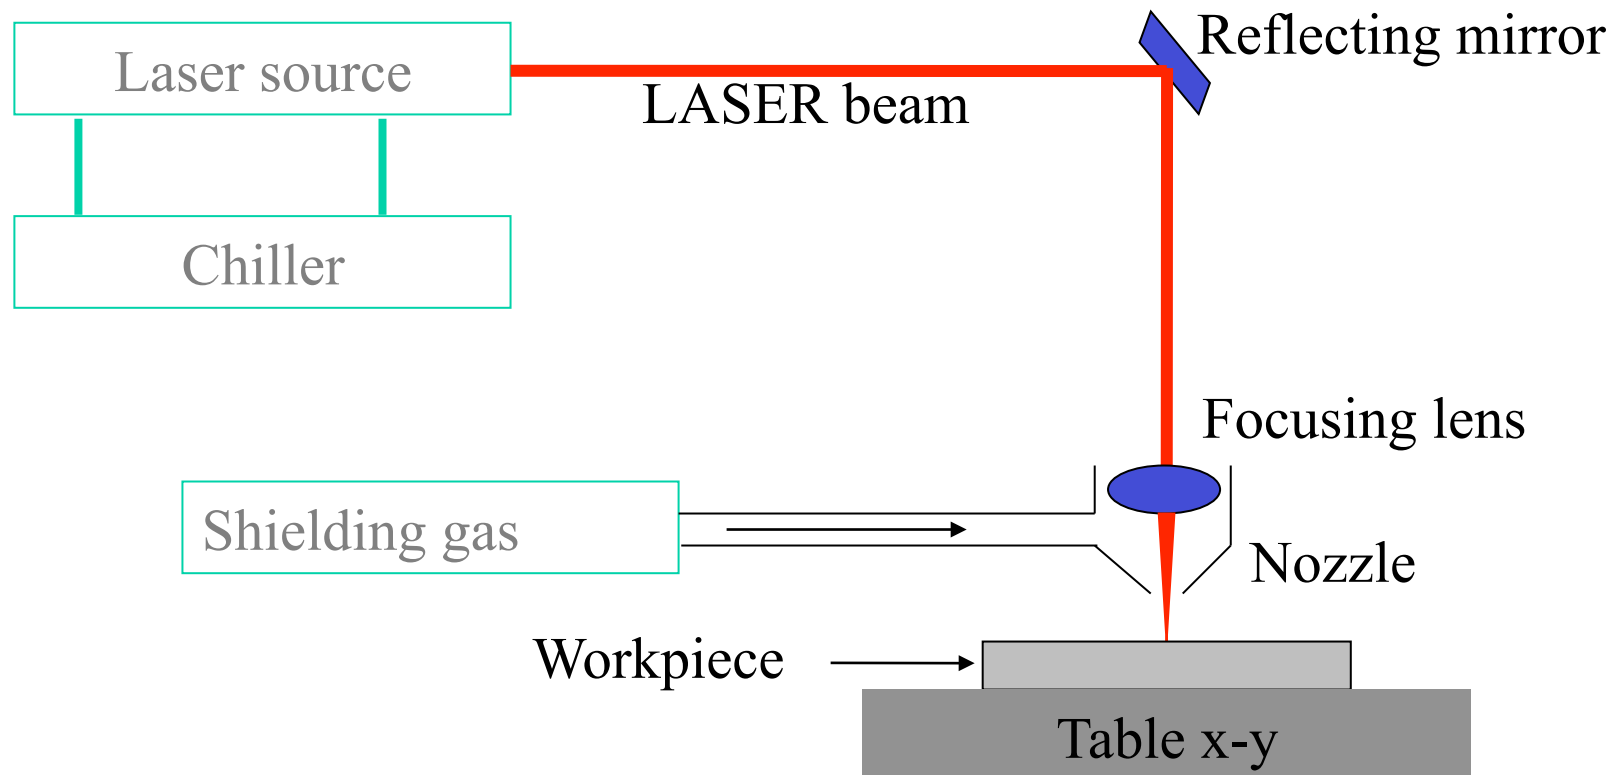 Laser source
Reflecting mirror
LASER beam
Chiller
Focusing lens
Shielding gas
Nozzle
Workpiece
Table x-y